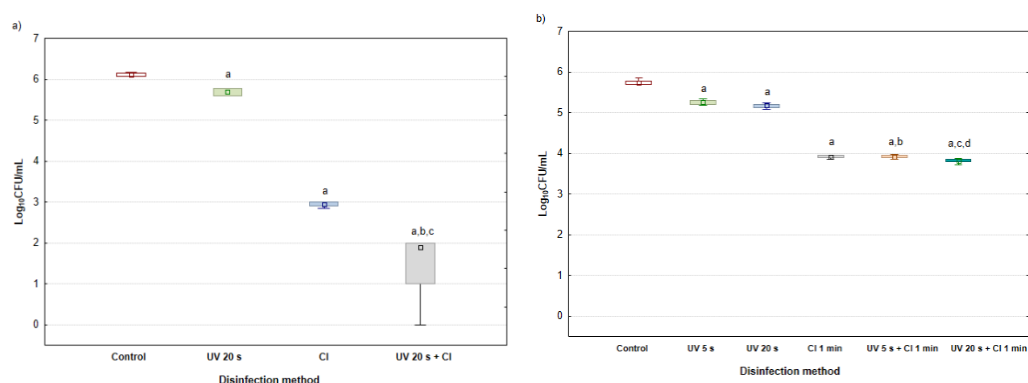 a)
7
6
5
4
3
2
1
0
Log₁₀CFU/mL
a
a
a,b,c
Control
UV 20 s
Cl
UV 20 s + Cl
Disinfection method
b)
7
6
5
4
3
2
1
0
Log₁₀CFU/mL
a
a
a
a,b
a,c,d
Control
UV 5 s
UV 20 s
Cl 1 min
UV 5 s + Cl 1 min
UV 20 s + Cl 1 min
Disinfection method